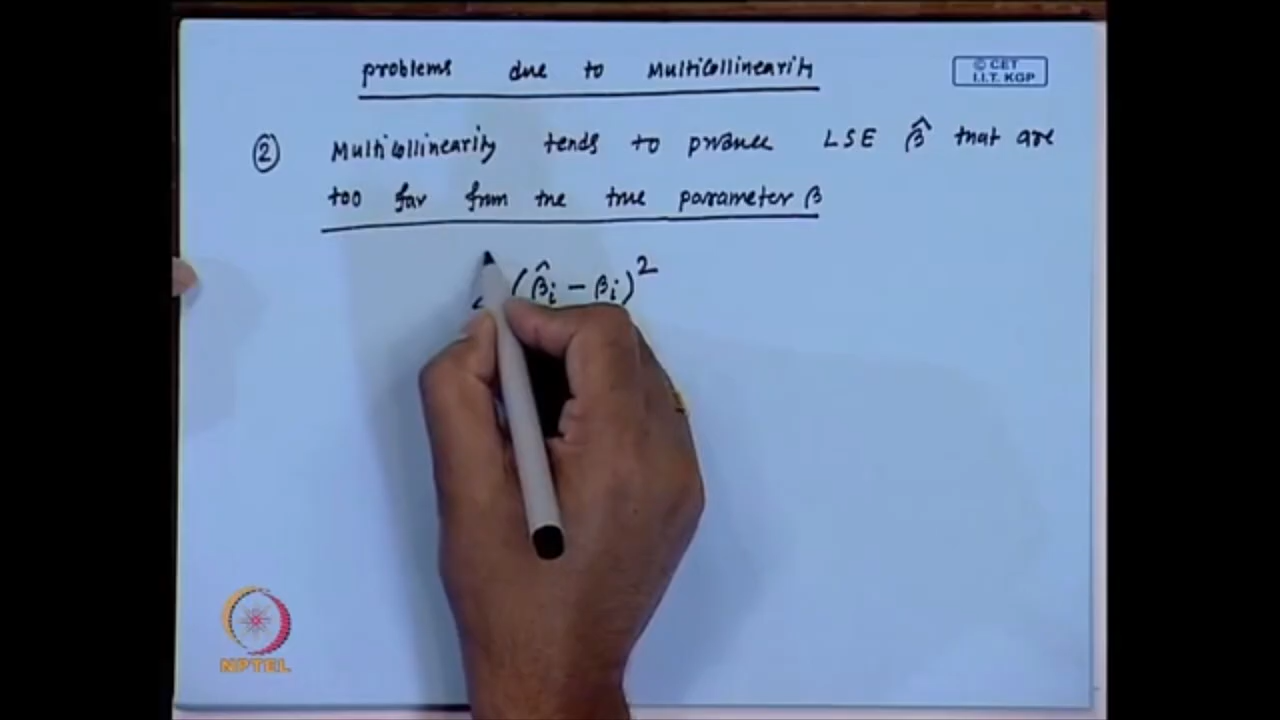 problems due to Multicollinearity
© CET
I.I.T. KGP
② Multicollinearity tends to produce LSE β̂ that are
too far from the true parameter β
(β̂ᵢ − βᵢ)²
NPTEL